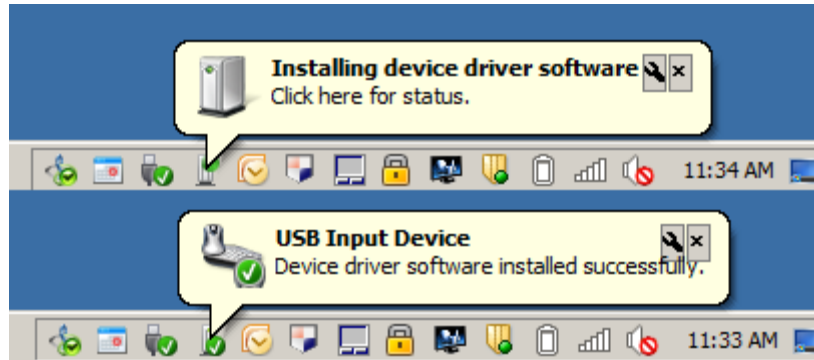 Installing device driver software
Click here for status.
11:34 AM
USB Input Device
Device driver software installed successfully.
11:33 AM